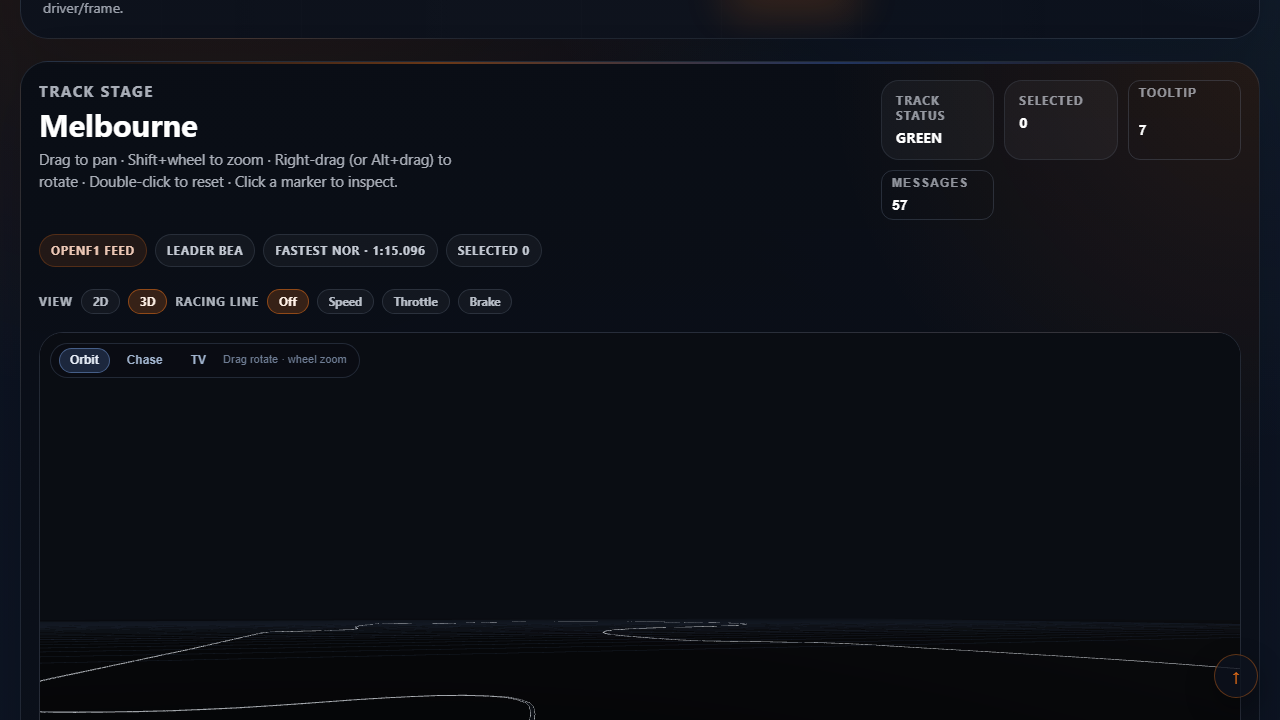 driver/frame.
TRACK STAGE
Melbourne
Drag to pan · Shift+wheel to zoom · Right-drag (or Alt+drag) to
rotate · Double-click to reset · Click a marker to inspect.
TRACK
STATUS
GREEN
SELECTED
0
TOOLTIP
7
MESSAGES
57
OPENF1 FEED
LEADER BEA
FASTEST NOR · 1:15.096
SELECTED 0
VIEW 2D 3D RACING LINE Off Speed Throttle Brake
Orbit Chase TV Drag rotate · wheel zoom
↑